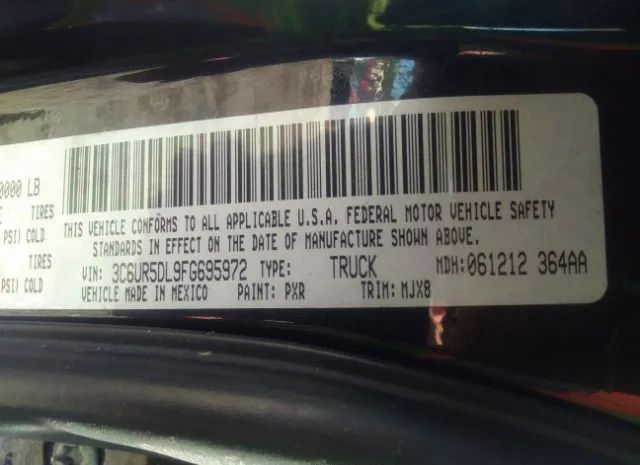 0000 LB
TIRES
PSI) COLD
TIRES
PSI) COLD
THIS VEHICLE CONFORMS TO ALL APPLICABLE U.S.A. FEDERAL MOTOR VEHICLE SAFETY
STANDARDS IN EFFECT ON THE DATE OF MANUFACTURE SHOWN ABOVE.
VIN: 3C6UR5DL9FG695972 TYPE: TRUCK MDH: 061212 364AA
VEHICLE MADE IN MEXICO PAINT: PXR TRIM: MJX8